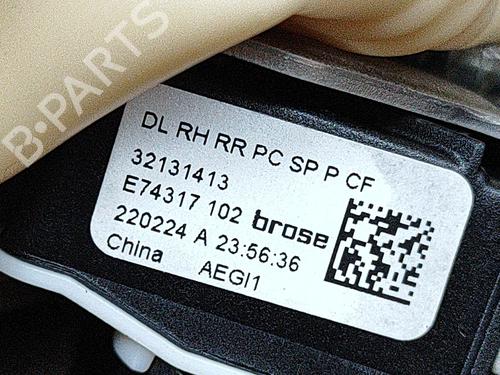 B-PARTS
DL RH RR PC SP P CF
32131413
E74317 102 brose
220224 A 23:56:36
China AEGI1